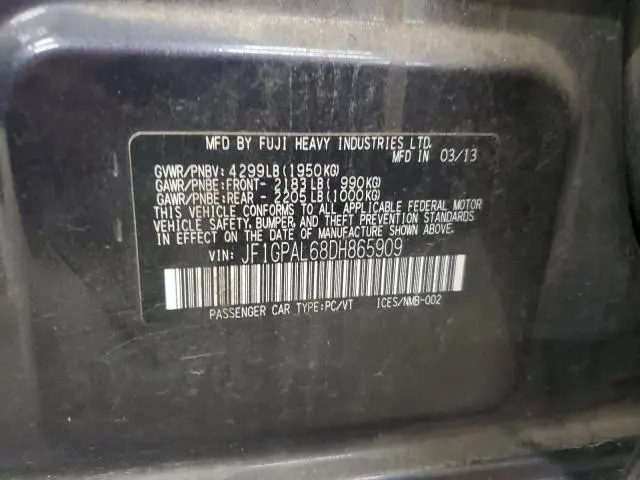 MFD BY FUJI HEAVY INDUSTRIES LTD.
MFD IN 03/13
GVWR/PNBV: 4299LB(1950KG)
GAWR/PNBE:FRONT- 2183LB( 990KG)
GAWR/PNBE:REAR - 2205LB(1000KG)
THIS VEHICLE CONFORMS TO ALL APPLICABLE FEDERAL MOTOR
VEHICLE SAFETY, BUMPER, AND THEFT PREVENTION STANDARDS
IN EFFECT ON THE DATE OF MANUFACTURE SHOWN ABOVE.
VIN: JF1GPAL68DH865909
PASSENGER CAR TYPE:PC/VT ICES/NMB-002